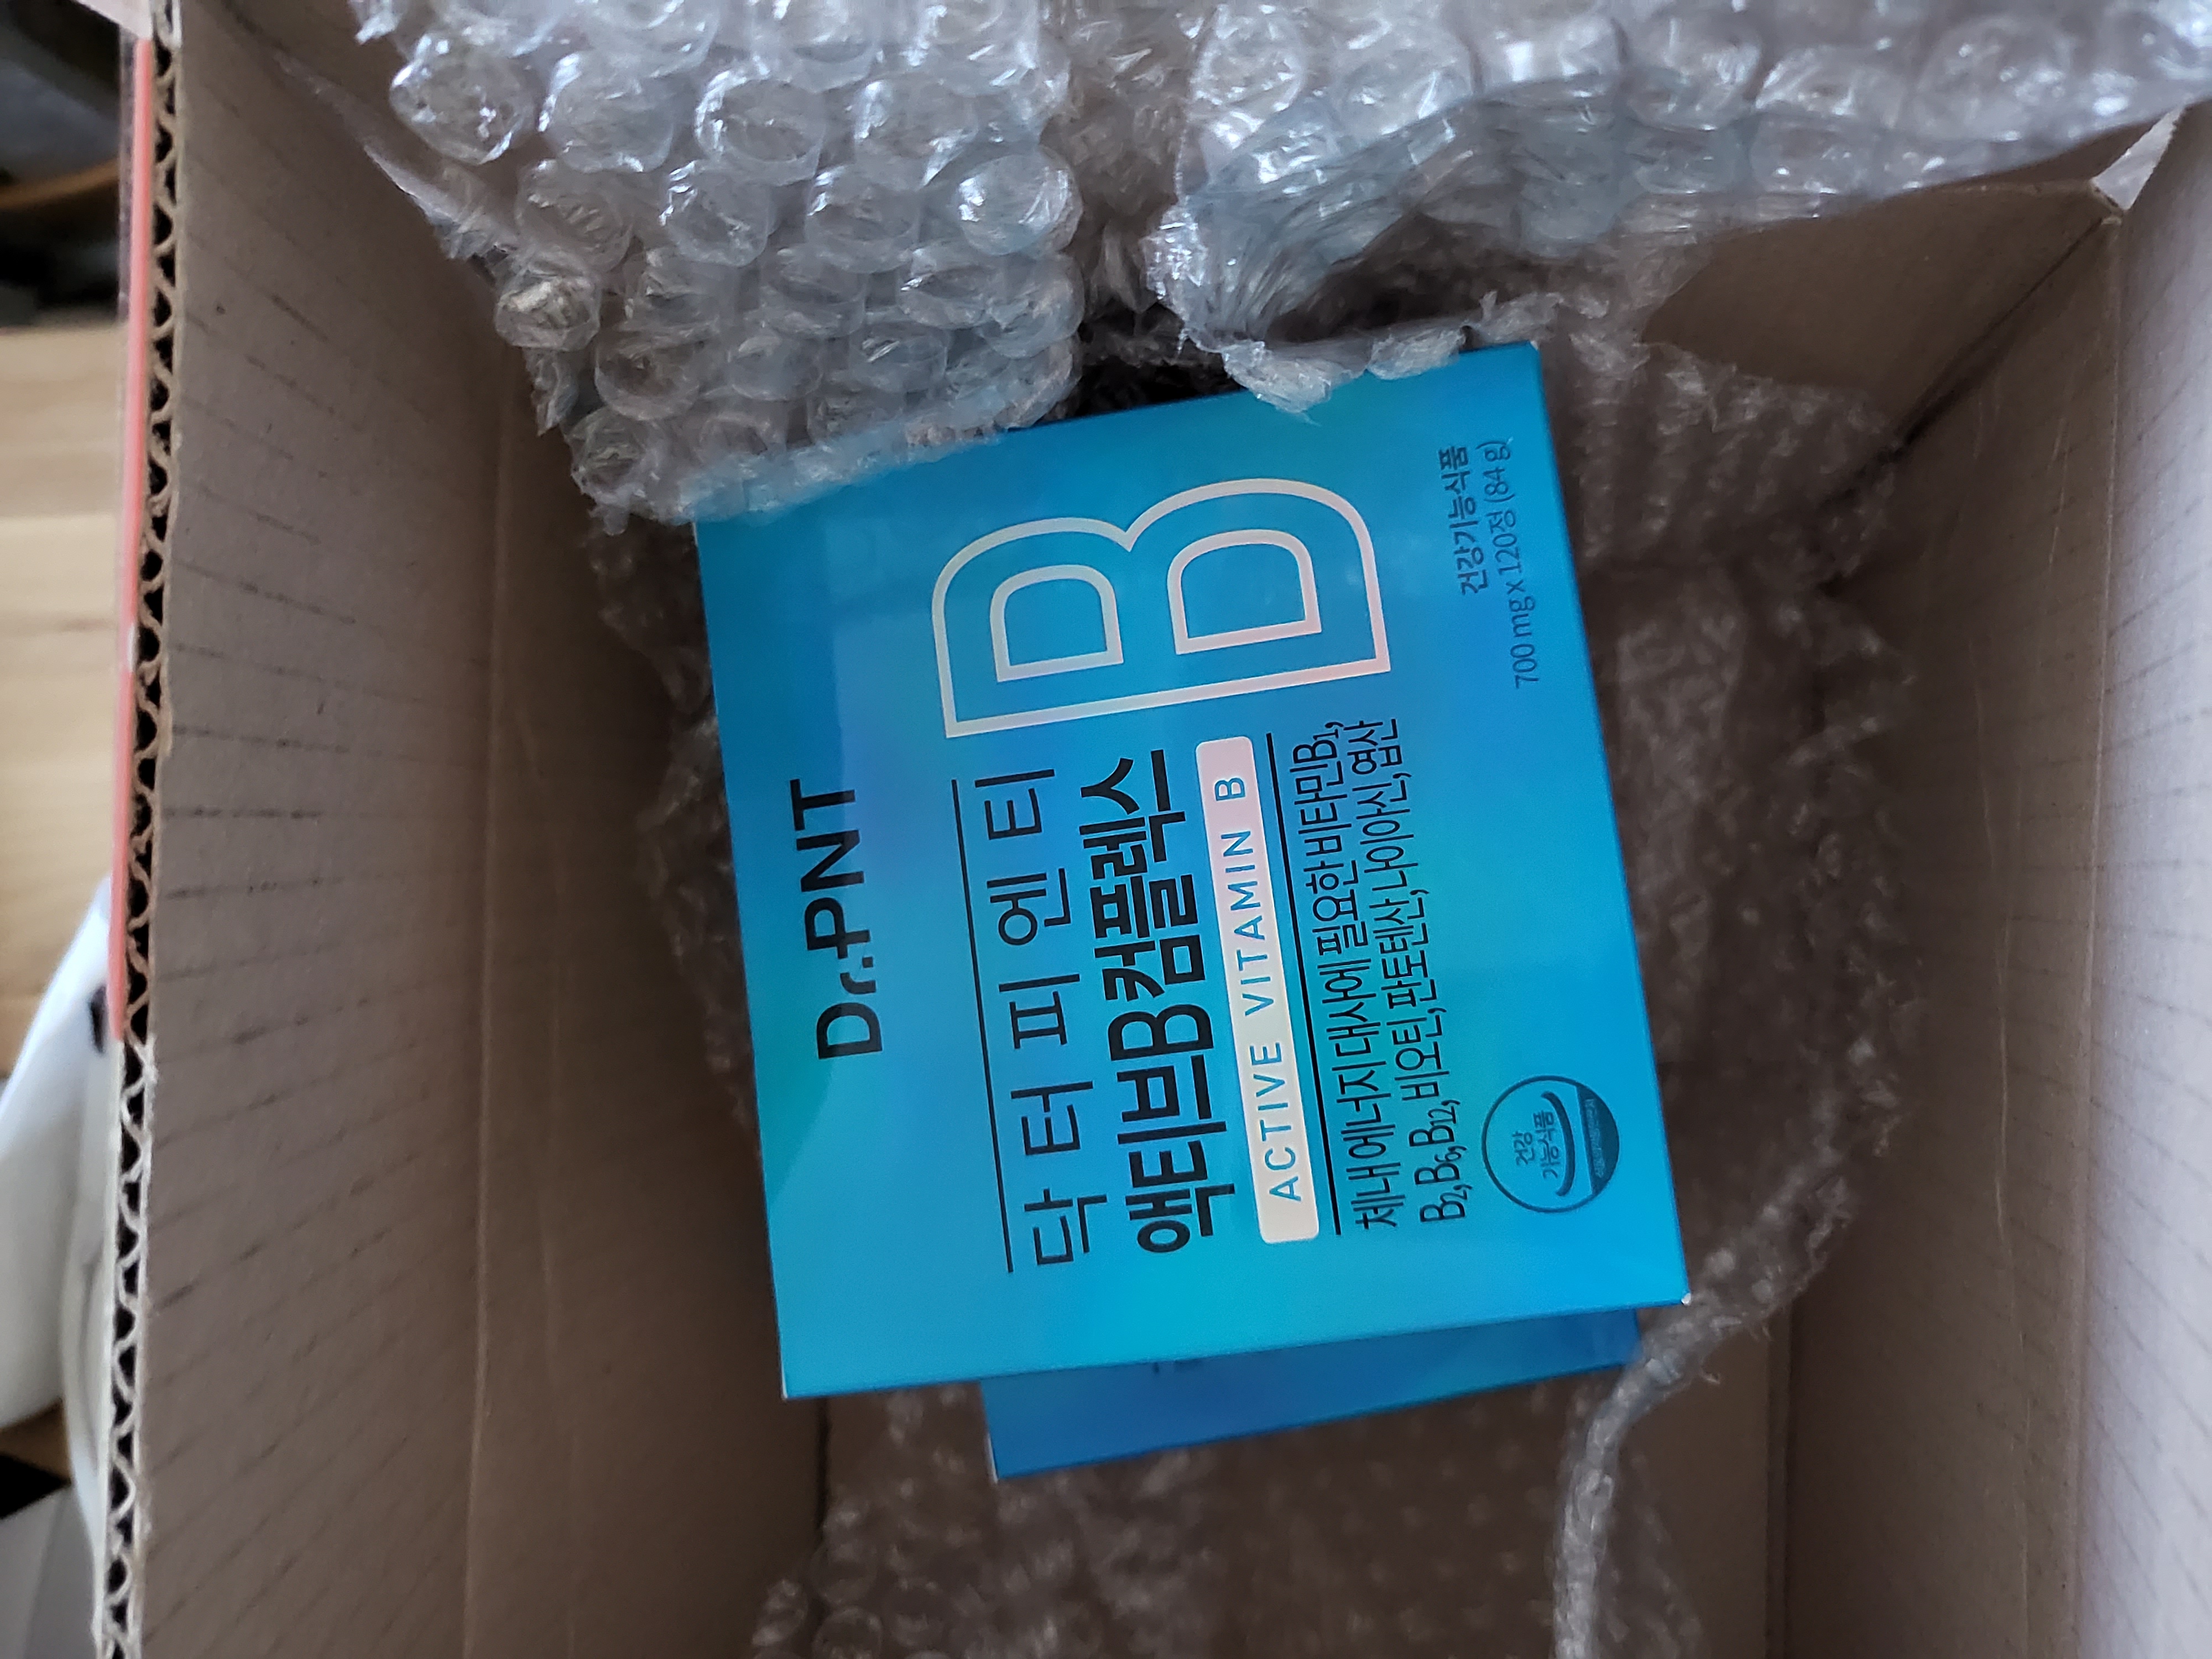 Dr.PNT
닥터피엔티
액티브B컴플렉스
B
ACTIVE VITAMIN B
체내 에너지 대사에 필요한 비타민B₁,
B₂,B₆,B₁₂, 비오틴, 판토텐산, 나이아신, 엽산
건강
기능식품
건강기능식품
700 mg x 120정 (84 g)